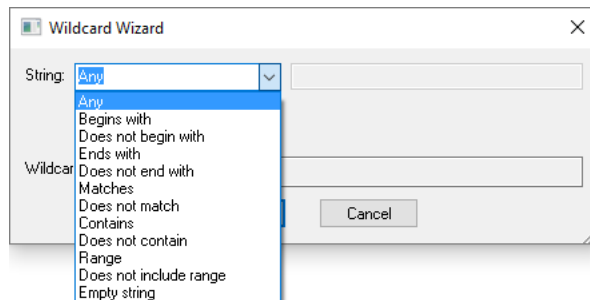 Wildcard Wizard
String: Any
Any
Begins with
Does not begin with
Ends with
Does not end with
Matches
Does not match
Contains
Does not contain
Range
Does not include range
Empty string
Wildcar
Cancel